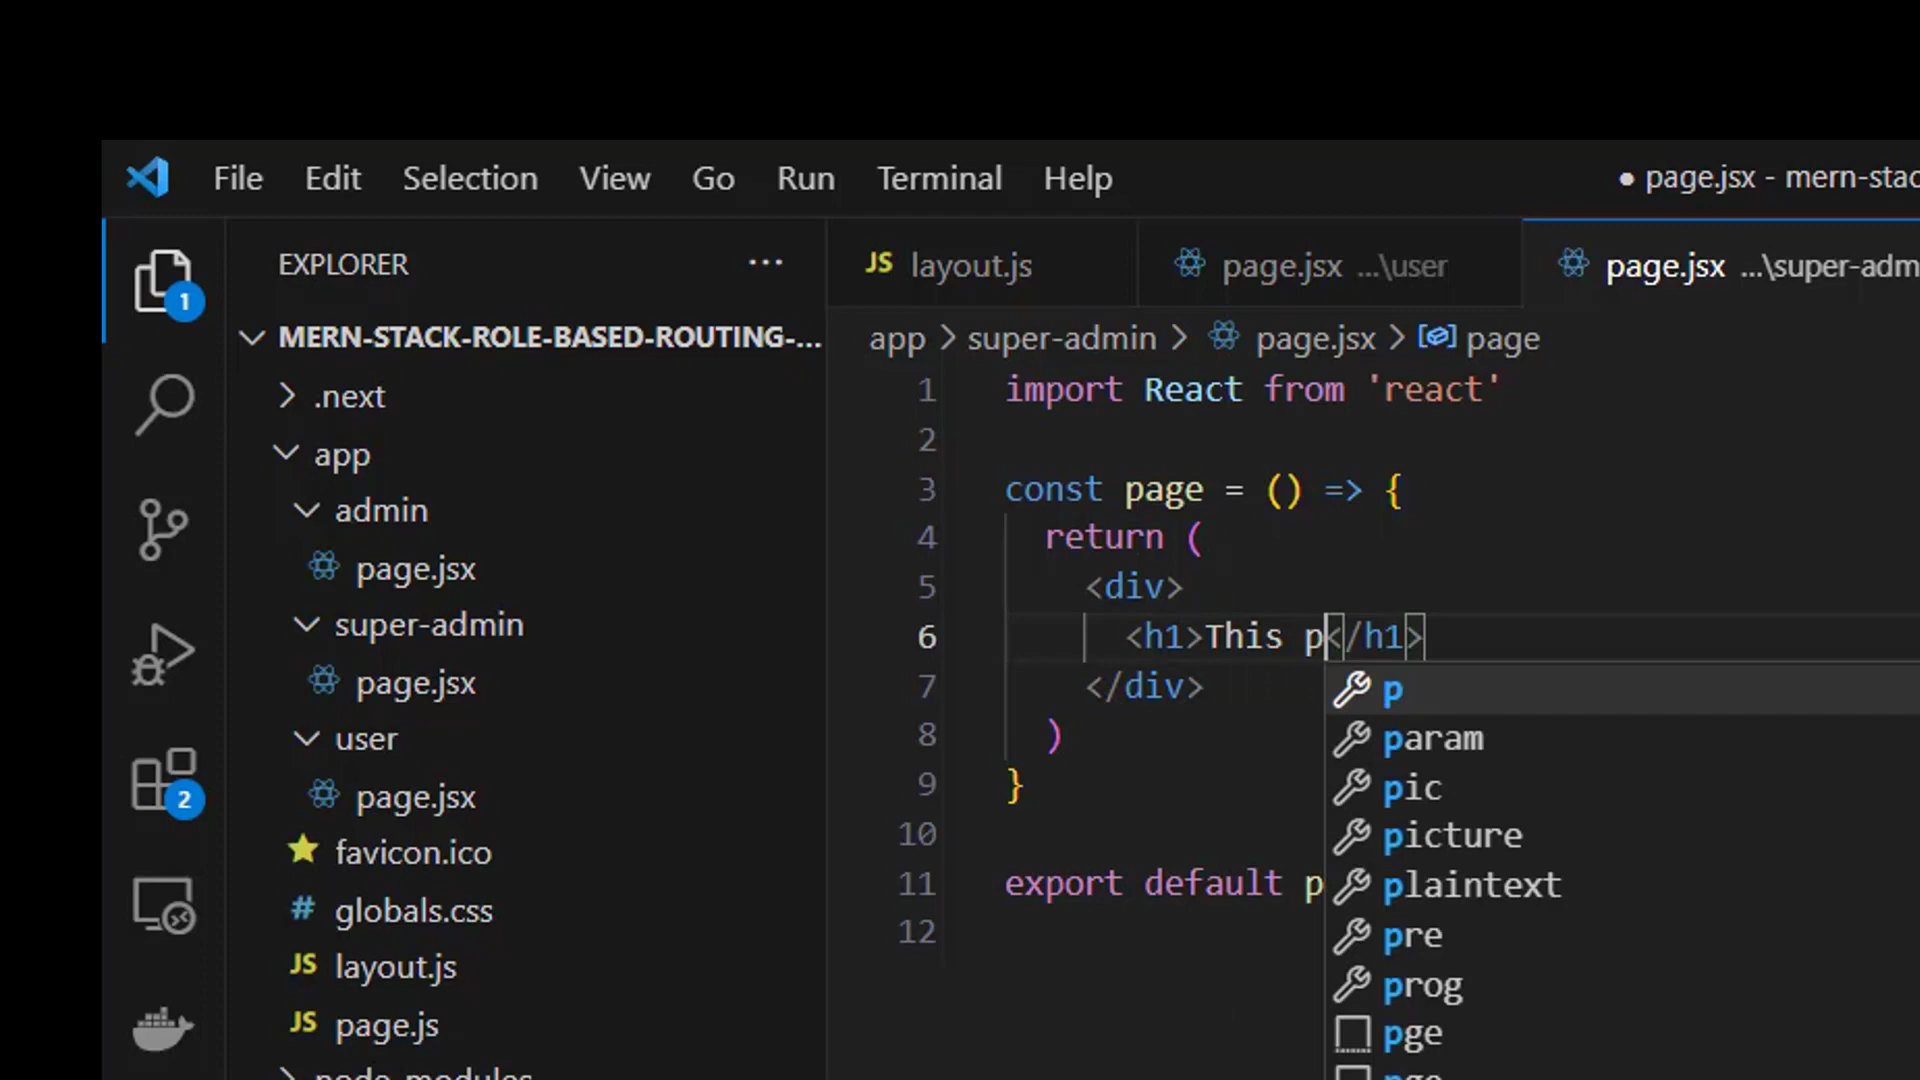 File Edit Selection View Go Run Terminal Help
● page.jsx - mern-stac
EXPLORER ...
MERN-STACK-ROLE-BASED-ROUTING-...
.next
app
admin
page.jsx
super-admin
page.jsx
user
page.jsx
favicon.ico
# globals.css
JS layout.js
JS page.js
node_modules
1
2
JS layout.js
page.jsx ...\user
page.jsx ...\super-adm
app > super-admin > page.jsx > page
1 import React from 'react'
2
3 const page = () => {
4 return (
5 <div>
6 <h1>This p</h1>
7 </div>
8 )
9 }
10
11 export default p
12
p
param
pic
picture
plaintext
pre
prog
pge